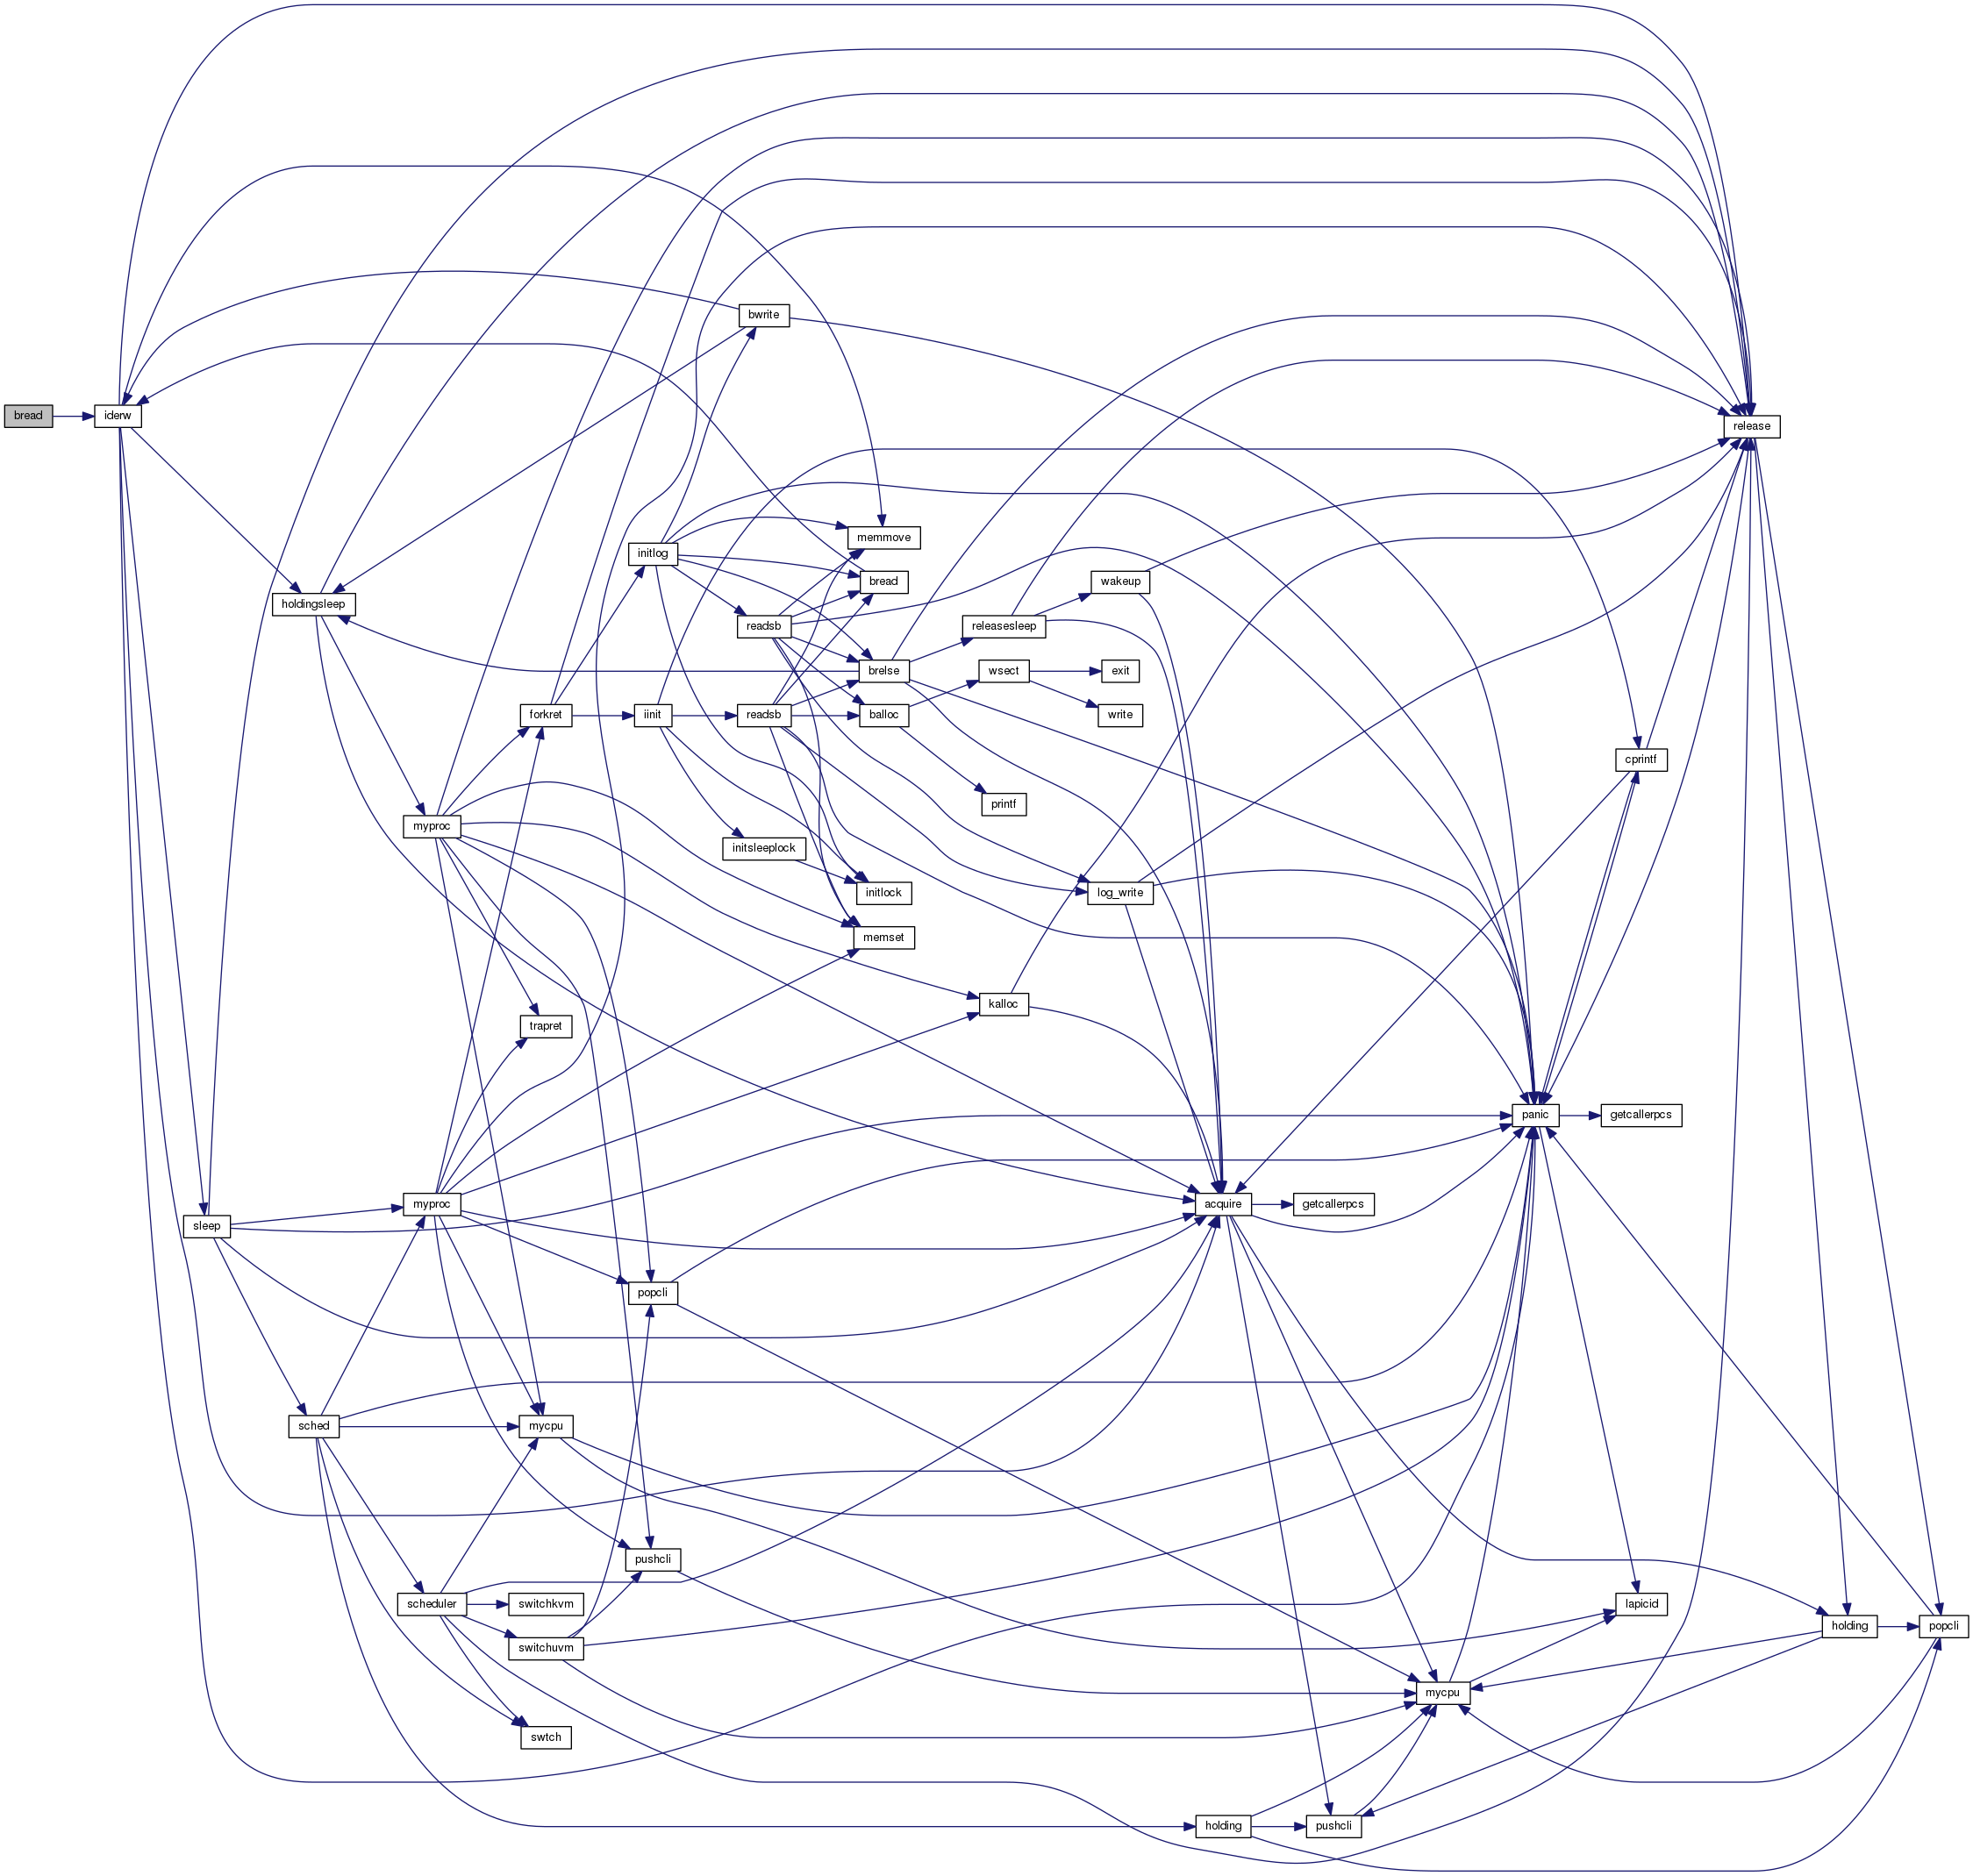 bwrite
bread
iderw
release
memmove
initlog
bread
wakeup
holdingsleep
readsb
releasesleep
brelse
wsect
exit
forkret
iinit
readsb
balloc
write
cprintf
printf
myproc
initsleeplock
initlock
log_write
memset
kalloc
trapret
panic
getcallerpcs
myproc
acquire
getcallerpcs
sleep
popcli
sched
mycpu
pushcli
scheduler
switchkvm
lapicid
switchuvm
holding
popcli
mycpu
swtch
holding
pushcli